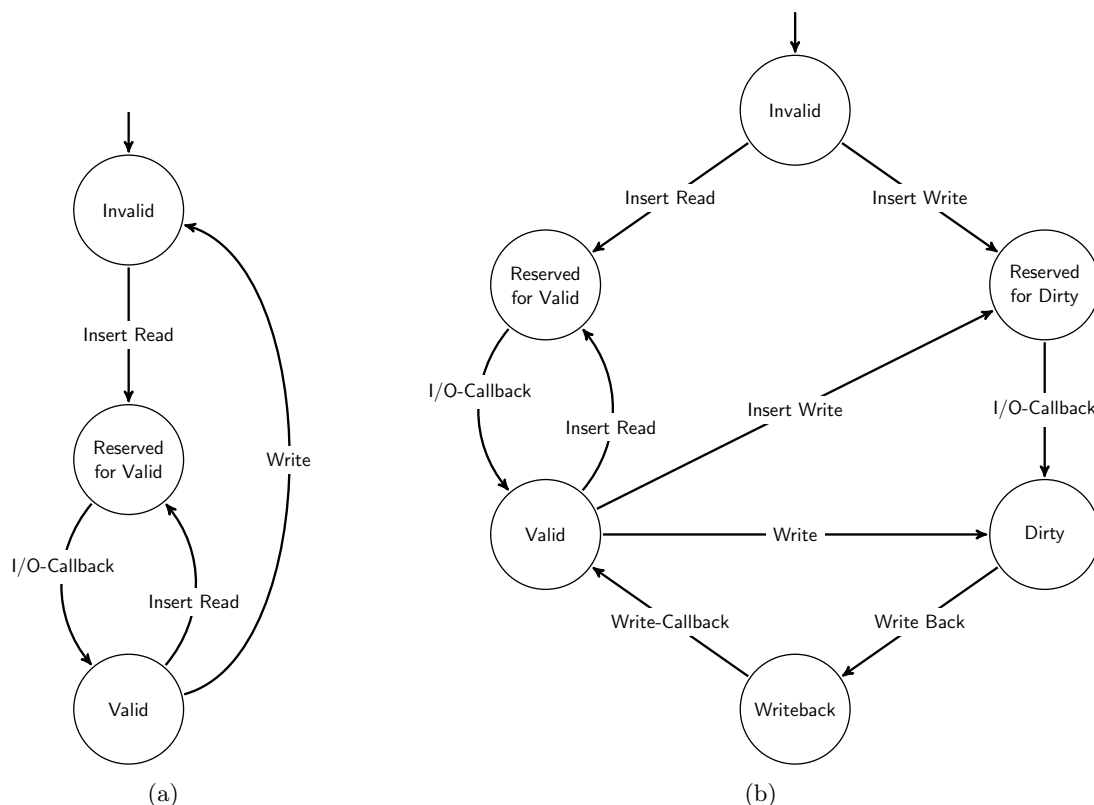 Invalid
Insert Read
Reserved
for Valid
I/O-Callback
Insert Read
Write
Valid
(a)
Invalid
Insert Read
Insert Write
Reserved
for Valid
Reserved
for Dirty
I/O-Callback
Insert Read
Insert Write
I/O-Callback
Valid
Write
Dirty
Write-Callback
Write Back
Writeback
(b)